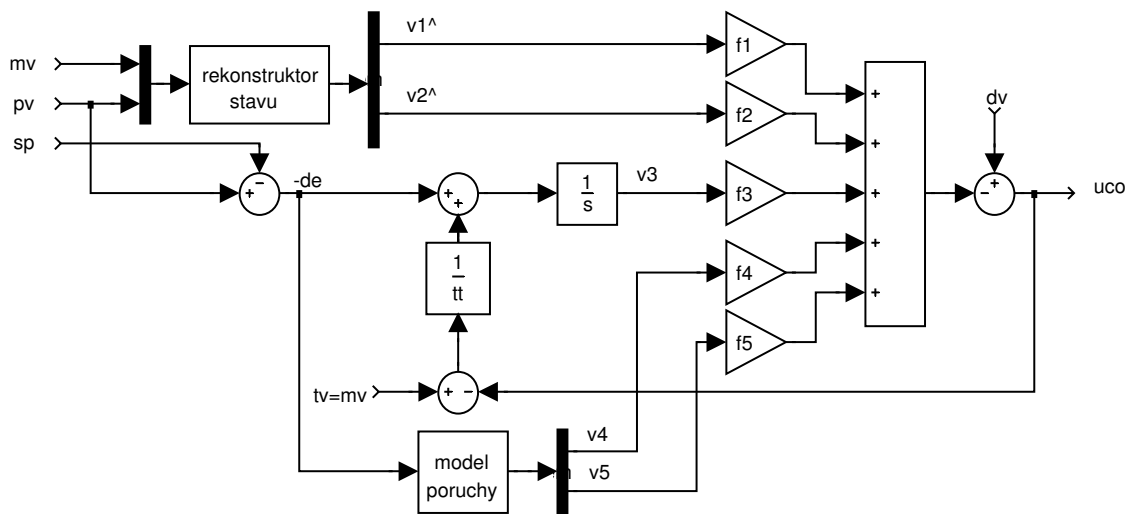 v1^
mv
rekonstruktor
stavu
f1
pv
v2^
f2
+
dv
sp
+
-de
+
−
+
+
1
s
v3
f3
+
−
+
uco
1
tt
f4
+
+
f5
tv=mv
+
−
model
poruchy
v4
v5